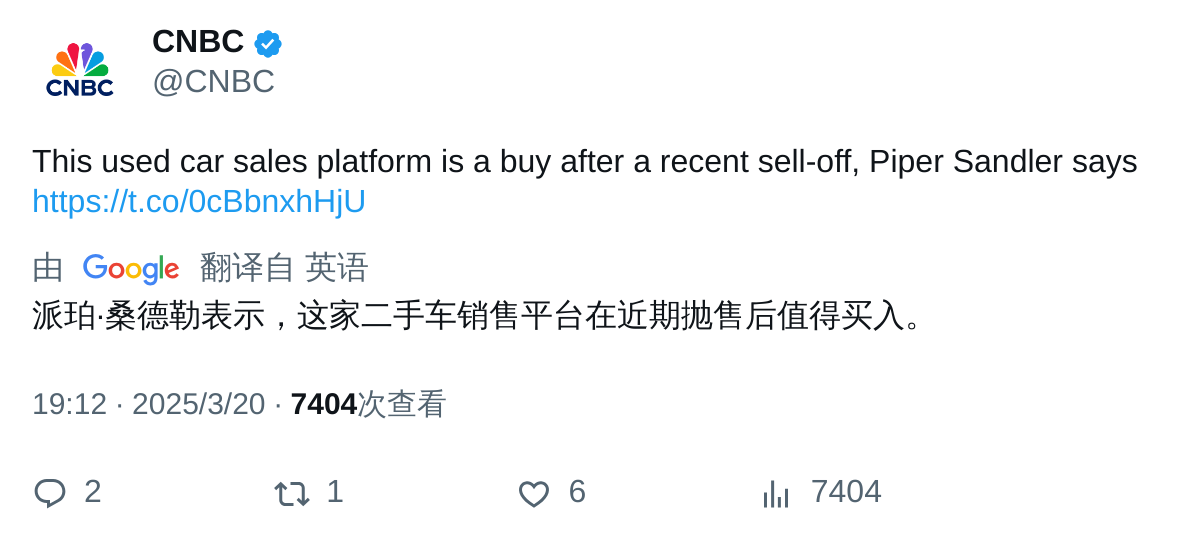 CNBC
@CNBC
CNBC
This used car sales platform is a buy after a recent sell-off, Piper Sandler says
https://t.co/0cBbnxhHjU
由 Google 翻译自 英语
派珀·桑德勒表示，这家二手车销售平台在近期抛售后值得买入。
19:12 · 2025/3/20 · 7404次查看
2 1 6 7404